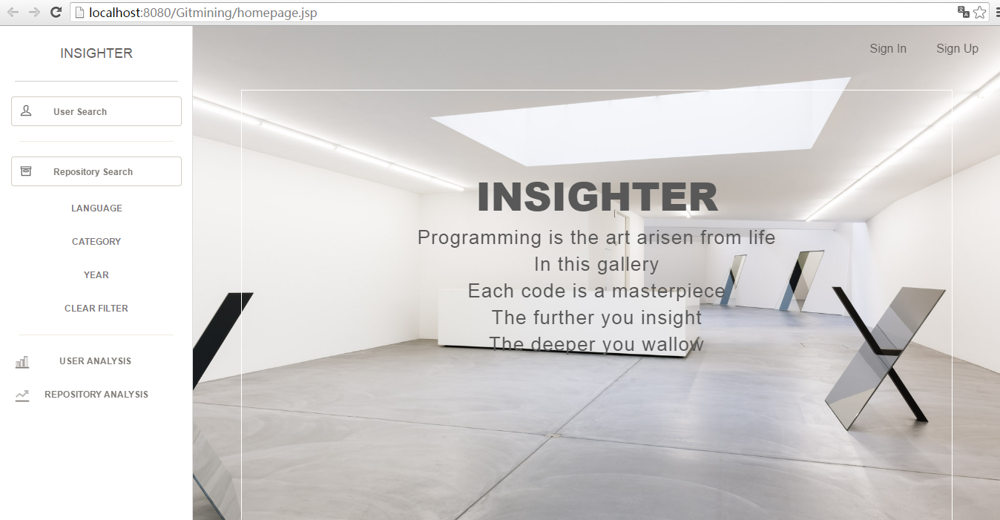 localhost:8080/Gitmining/homepage.jsp
INSIGHTER
User Search
Repository Search
LANGUAGE
CATEGORY
YEAR
CLEAR FILTER
USER ANALYSIS
REPOSITORY ANALYSIS
Sign In
Sign Up
INSIGHTER
Programming is the art arisen from life
In this gallery
Each code is a masterpiece
The further you insight
The deeper you wallow